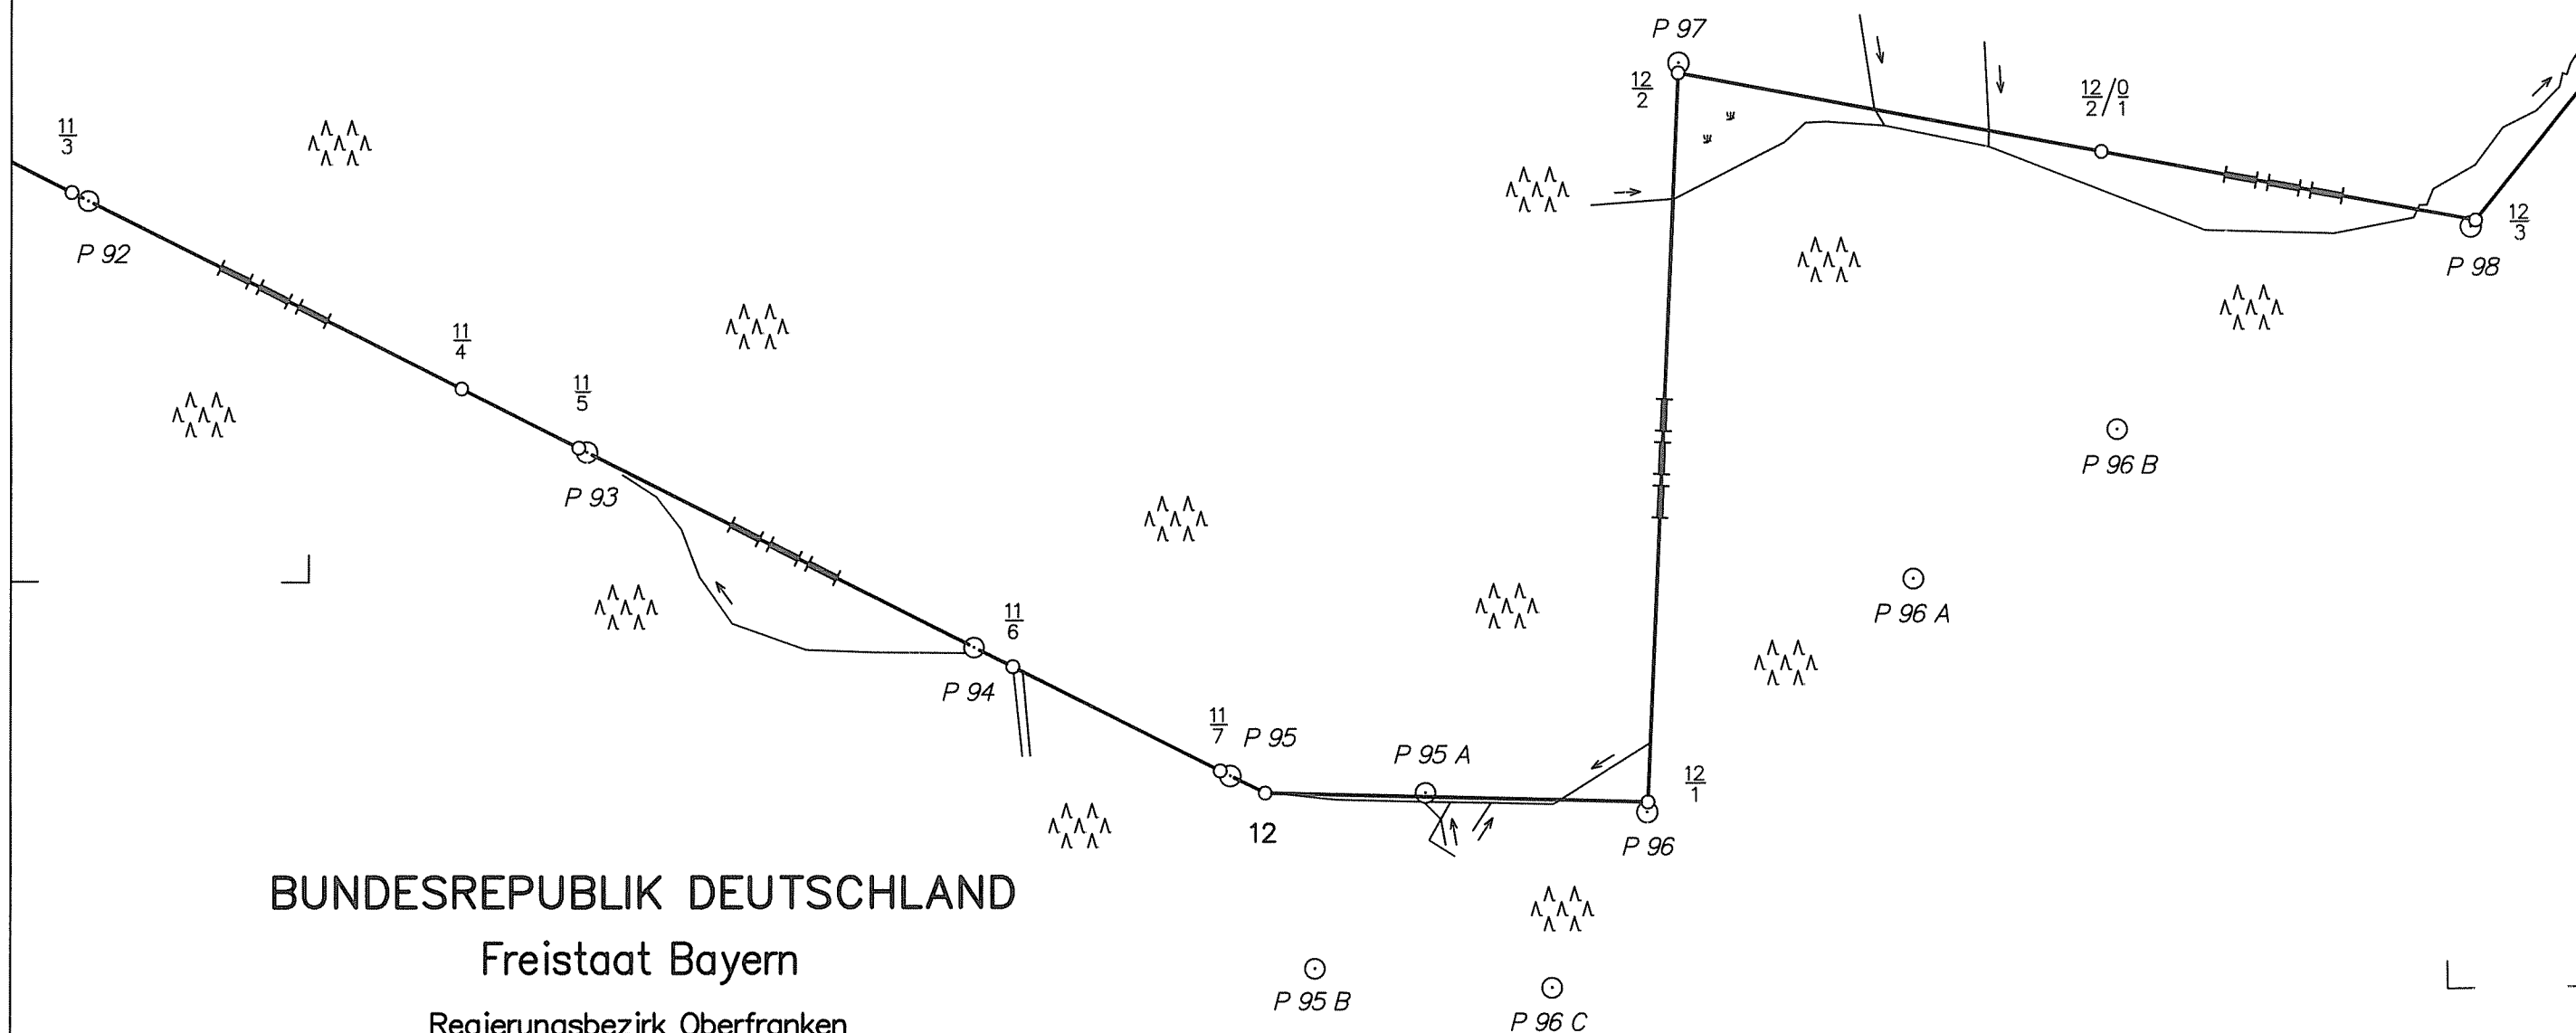 P 97
12/2
12/2/0/1
11/3
12/3
P 92
P 98
11/4
11/5
P 96 B
P 93
P 96 A
11/6
P 94
11/7
P 95
P 95 A
12/1
12
P 96
BUNDESREPUBLIK DEUTSCHLAND
Freistaat Bayern
P 95 B
P 96 C
Regierungsbezirk Oberfranken